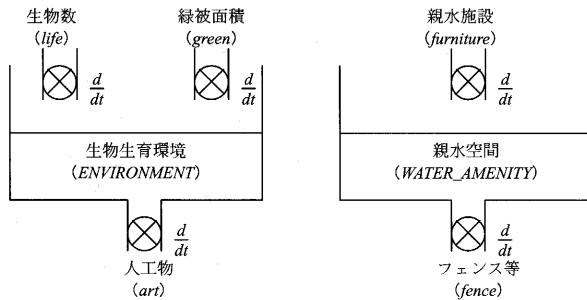 生物数
(life)
緑被面積
(green)
親水施設
(furniture)
d/dt
d/dt
d/dt
生物生育環境
(ENVIRONMENT)
親水空間
(WATER_AMENITY)
d/dt
d/dt
人工物
(art)
フェンス等
(fence)